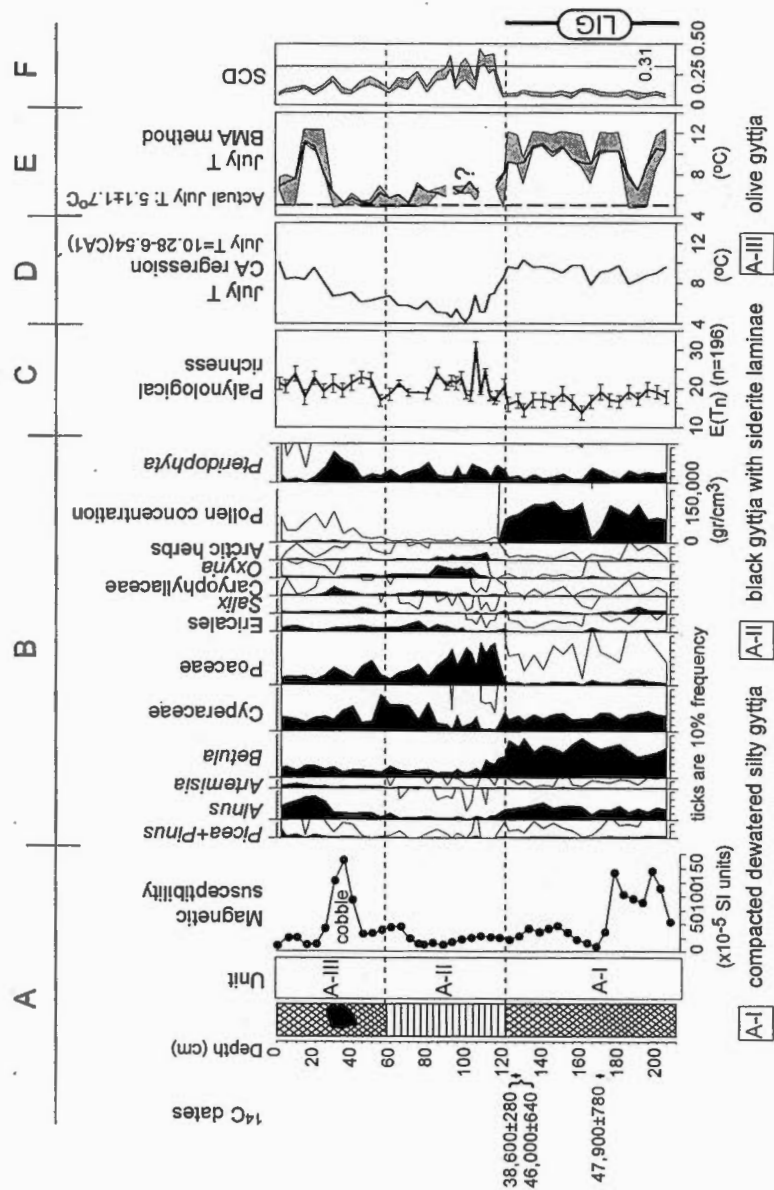 A B C D E F
14C dates
Depth (cm)
Unit
Magnetic
susceptibility
Picea+Pinus
Alnus
Artemisia
Betula
Cyperaceae
Poaceae
Ericales
Salix
Caryophyllaceae
Oxyria
Arctic herbs
Pollen concentration
Pteridophyta
Palynological
richness
July T
CA regression
July T=10.28-6.54(CA1)
July T
BMA method
Actual July T: 5.1±1.7ºC
SCD
0
20
40
60
80
100
120
140
160
180
200
38,600±280
46,000±640
47,900±780
A-III
A-II
A-I
cobble
?
0.31
LIG
0 50 100 150
(x10-5 SI units)
ticks are 10% frequency
0 150,000
(gr/cm3)
10 20 30
E(Tn) (n=196)
4 8 12
(ºC)
4 8 12
(ºC)
0 0.25 0.50
A-I compacted dewatered silty gyttja
A-II black gyttja with siderite laminae
A-III olive gyttja